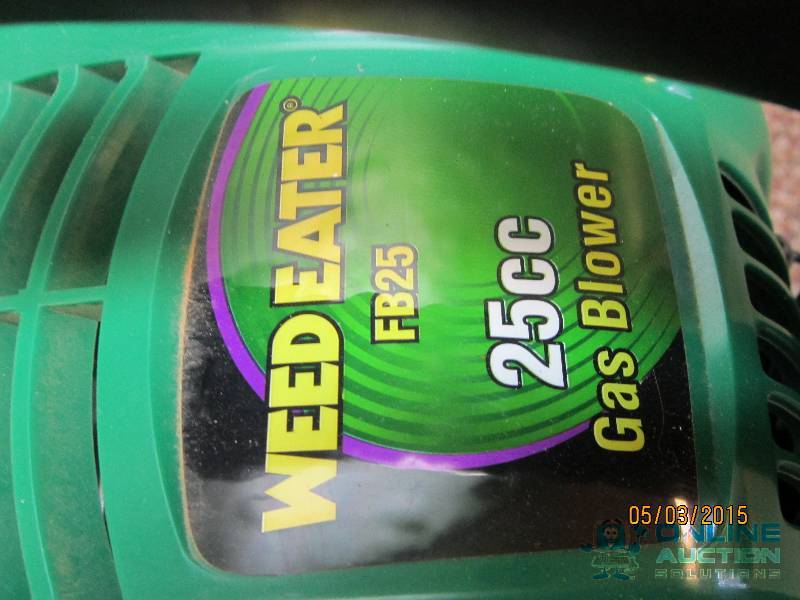 WEED EATER®
FB25
25cc
Gas Blower
05/03/2015
ONLINE
AUCTION
SOLUTIONS